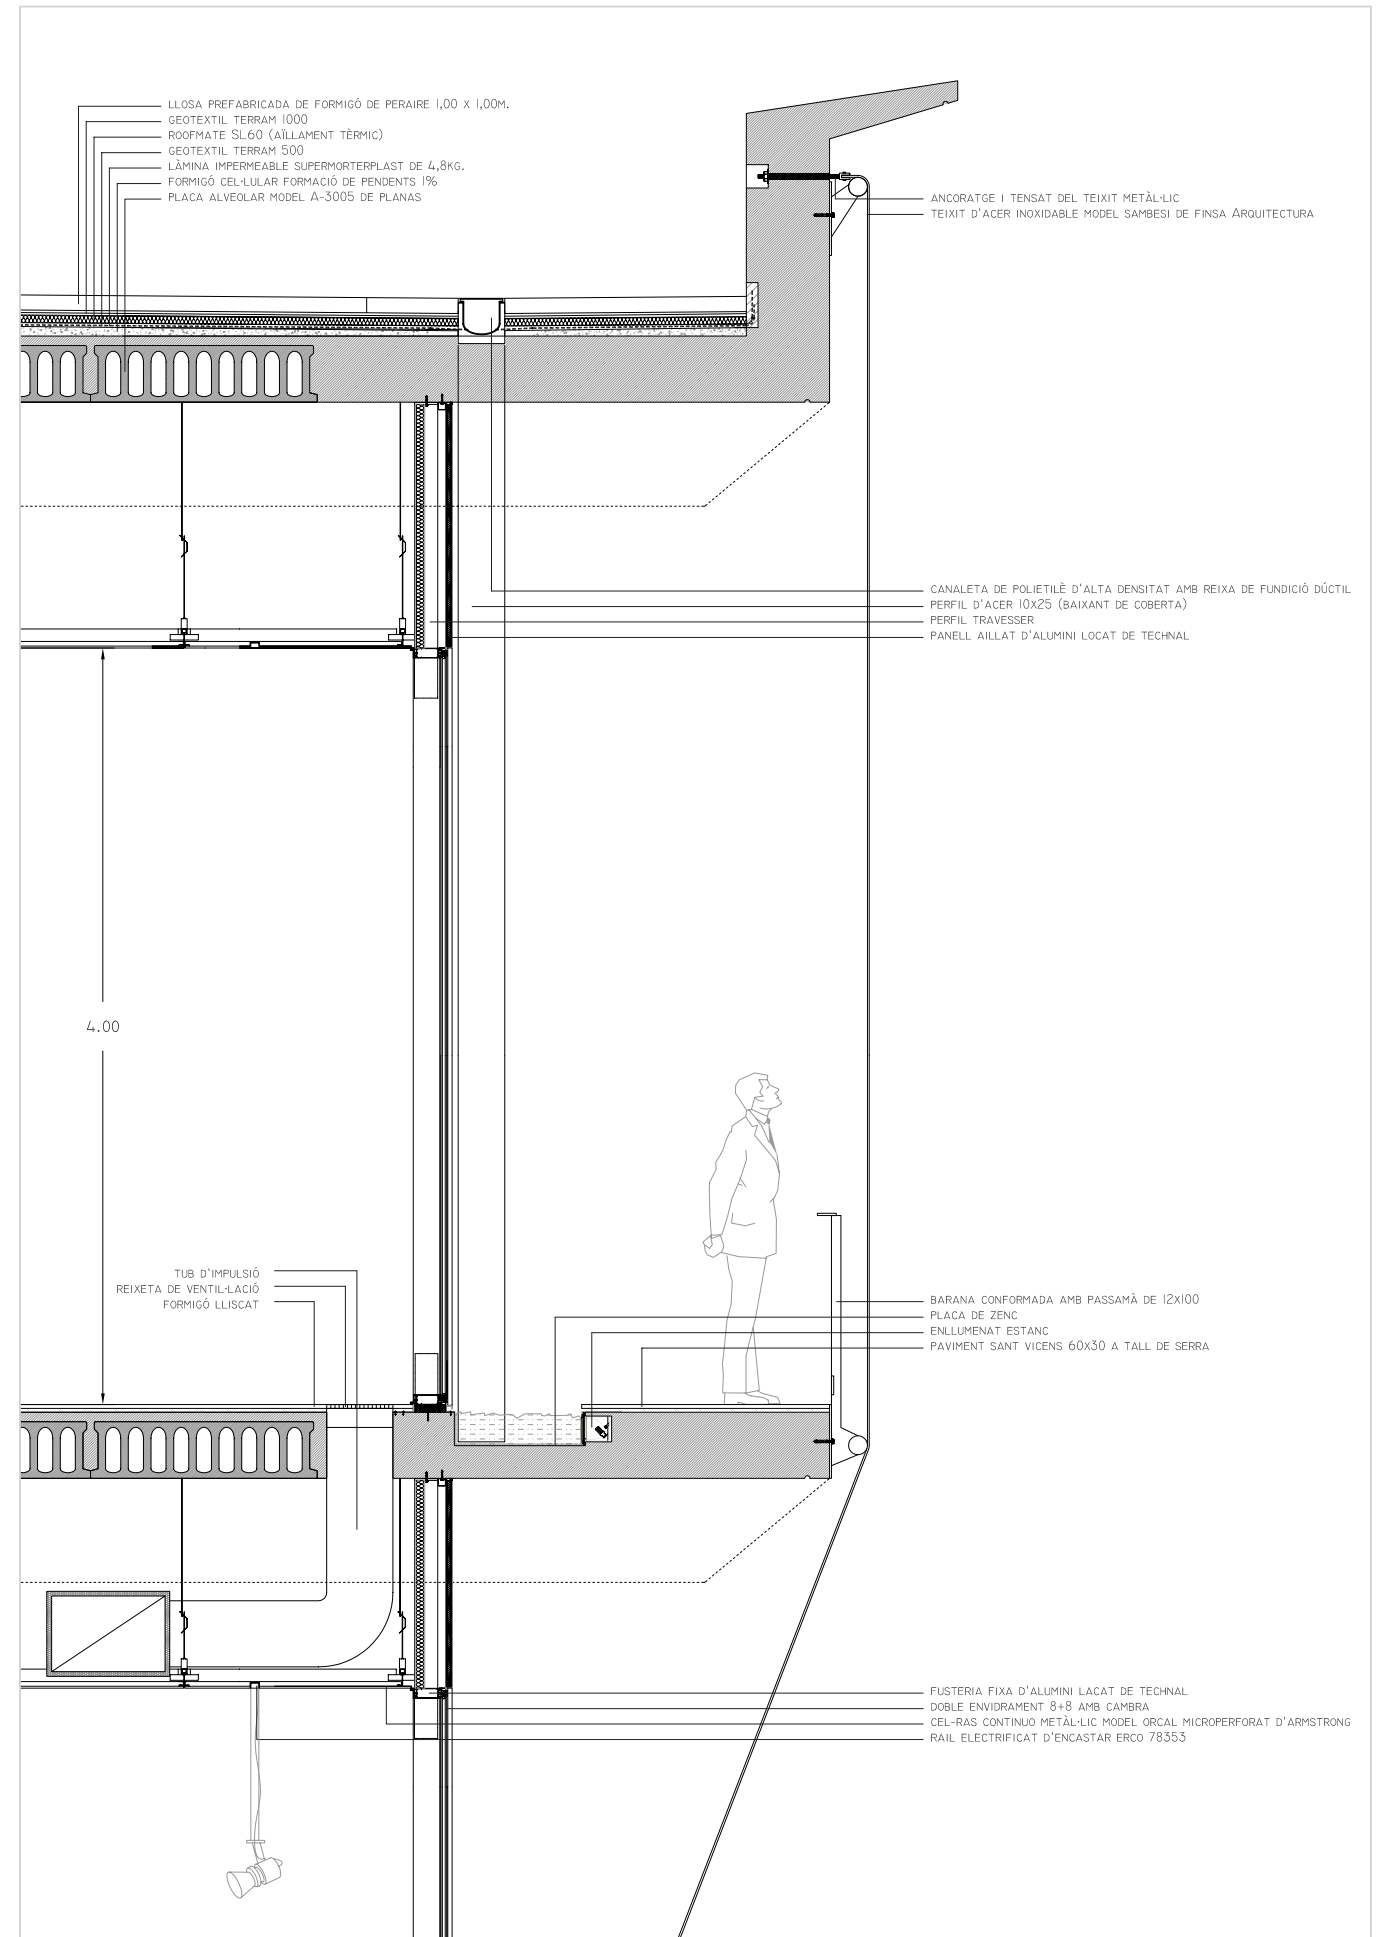 LLOSA PREFABRICADA DE FORMIGÓ DE PERAIRE 1,00 X 1,00M.
GEOTEXTIL TERRAM 1000
ROOFMATE SL60 (AÏLLAMENT TÈRMIC)
GEOTEXTIL TERRAM 500
LÀMINA IMPERMEABLE SUPERMORTERPLAST DE 4,8KG.
FORMIGÓ CEL·LULAR FORMACIÓ DE PENDENTS 1%
PLACA ALVEOLAR MODEL A-3005 DE PLANAS
ANCORATGE I TENSAT DEL TEIXIT METÀL·LIC
TEIXIT D'ACER INOXIDABLE MODEL SAMBESI DE FINSA ARQUITECTURA
CANALETA DE POLIETILÈ D'ALTA DENSITAT AMB REIXA DE FUNDICIÓ DÚCTIL
PERFIL D'ACER 10X25 (BAIXANT DE COBERTA)
PERFIL TRAVESSER
PANELL AILLAT D'ALUMINI LOCAT DE TECHNAL
4.00
TUB D'IMPULSIÓ
REIXETA DE VENTIL·LACIÓ
FORMIGÓ LLISCAT
BARANA CONFORMADA AMB PASSAMÀ DE 12X100
PLACA DE ZENC
ENLLUMENAT ESTANC
PAVIMENT SANT VICENS 60X30 A TALL DE SERRA
FUSTERIA FIXA D'ALUMINI LACAT DE TECHNAL
DOBLE ENVIDRAMENT 8+8 AMB CAMBRA
CEL-RAS CONTINUO METÀL·LIC MODEL ORCAL MICROPERFORAT D'ARMSTRONG
RAIL ELECTRIFICAT D'ENCASTAR ERCO 78353